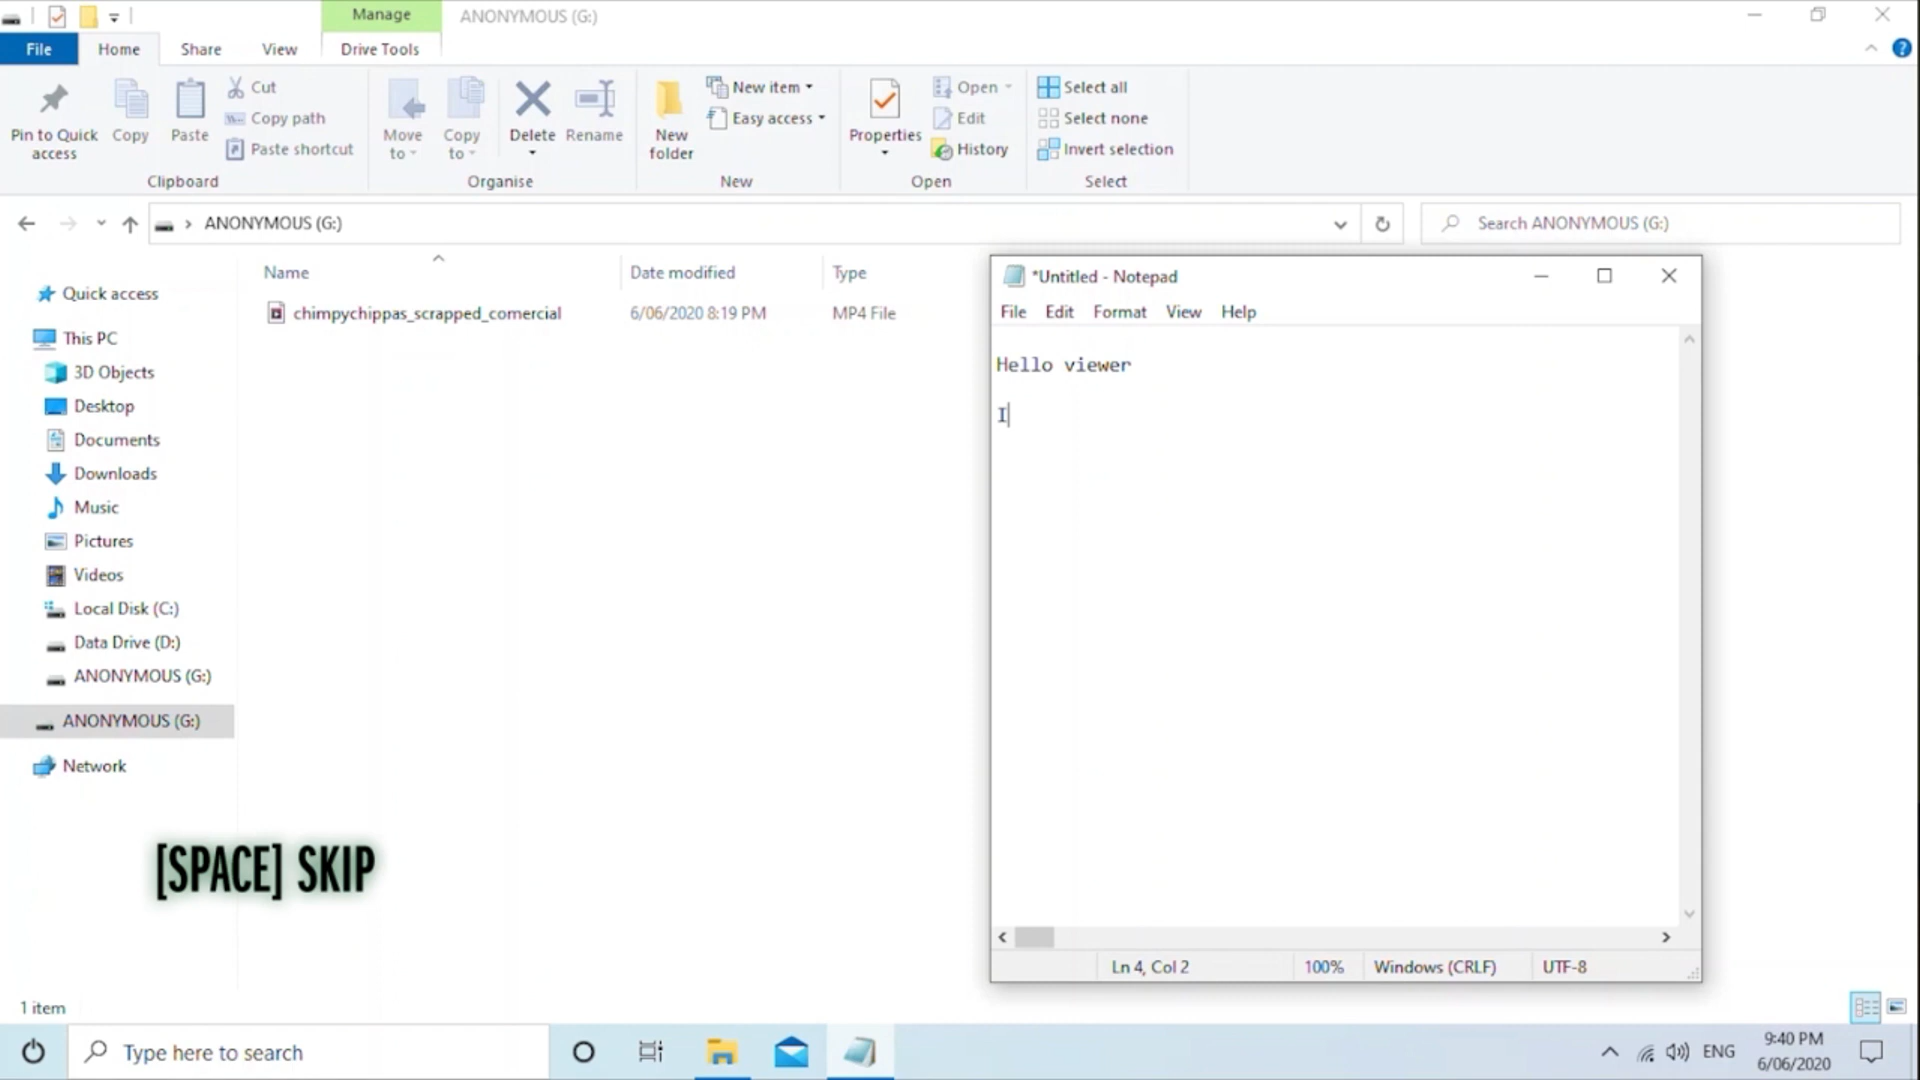 Manage ANONYMOUS (G:)
File Home Share View Drive Tools
Pin to Quick access
Copy
Paste
Cut
Copy path
Paste shortcut
Clipboard
Move to
Copy to
Delete
Rename
Organise
New folder
New item
Easy access
New
Properties
Open
Edit
History
Open
Select all
Select none
Invert selection
Select
ANONYMOUS (G:)
Search ANONYMOUS (G:)
Name Date modified Type
chimpychippas_scrapped_comercial 6/06/2020 8:19 PM MP4 File
Quick access
This PC
3D Objects
Desktop
Documents
Downloads
Music
Pictures
Videos
Local Disk (C:)
Data Drive (D:)
ANONYMOUS (G:)
ANONYMOUS (G:)
Network
*Untitled - Notepad
File Edit Format View Help
Hello viewer
I
Ln 4, Col 2 100% Windows (CRLF) UTF-8
[SPACE] SKIP
1 item
Type here to search
ENG
9:40 PM
6/06/2020